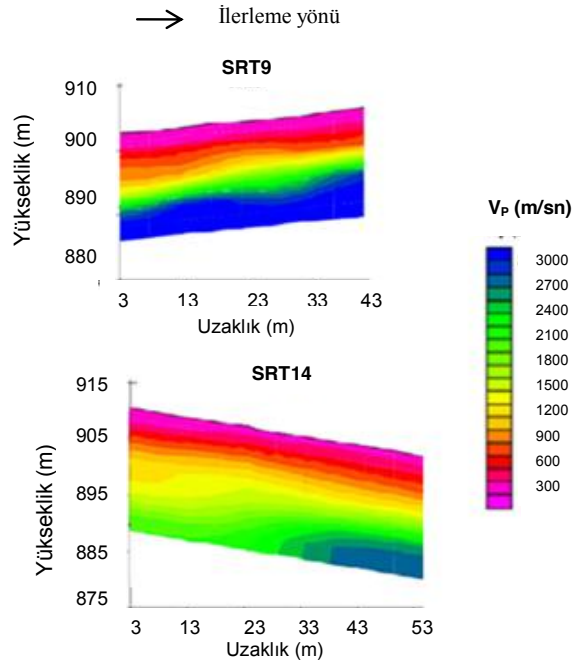 İlerleme yönü
SRT9
Yükseklik (m)
910
900
890
880
3 13 23 33 43
Uzaklık (m)
VP (m/sn)
3000
2700
2400
2100
1800
1500
1200
900
600
300
SRT14
Yükseklik (m)
915
905
895
885
875
3 13 23 33 43 53
Uzaklık (m)